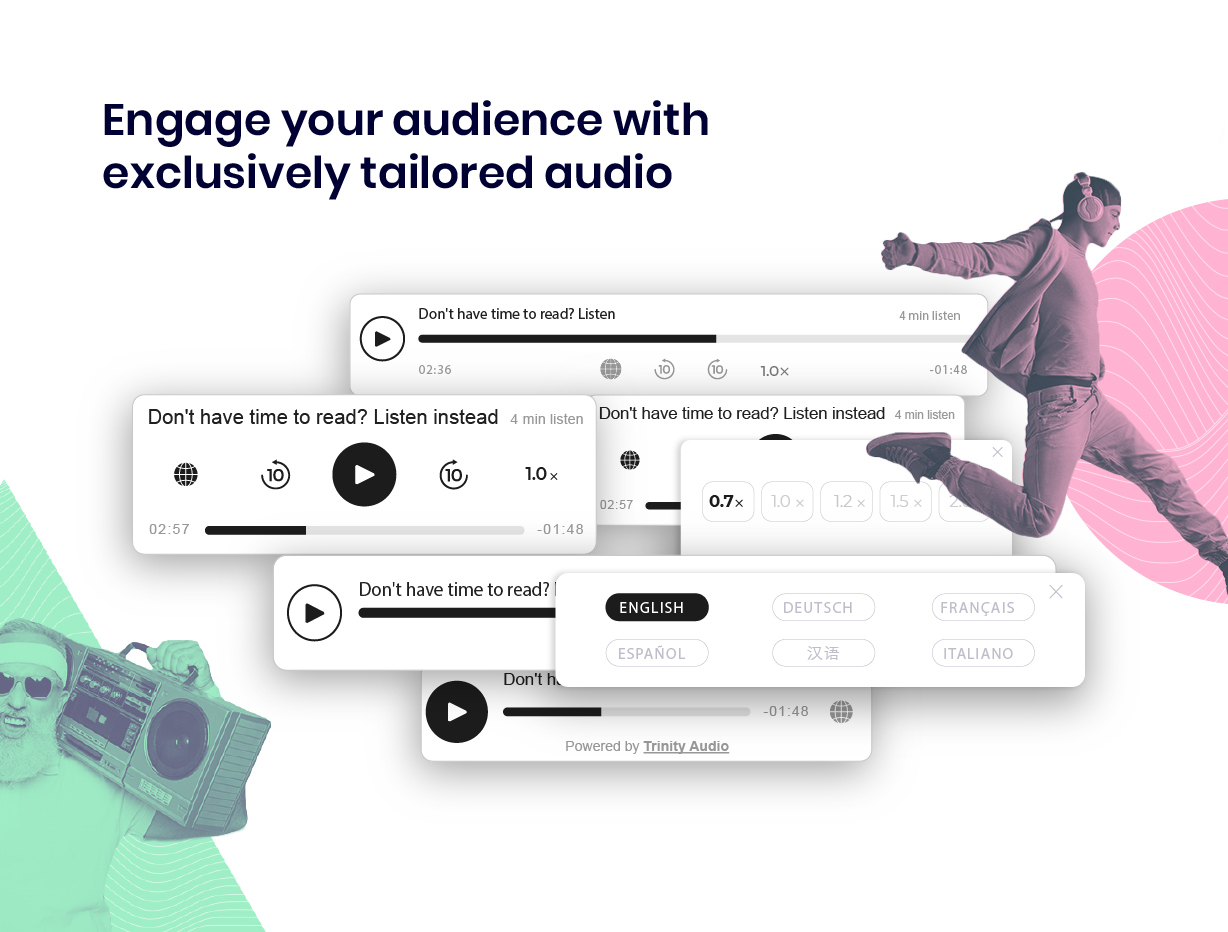 Engage your audience with
exclusively tailored audio
Don't have time to read? Listen
4 min listen
02:36
10
10
1.0×
-01:48
Don't have time to read? Listen instead
4 min listen
10
10
1.0 ×
02:57
-01:48
Don't have time to read? Listen instead
4 min listen
02:57
0.7×
1.0 ×
1.2 ×
1.5 ×
Don't have time to read?
ENGLISH
DEUTSCH
FRANÇAIS
ESPAÑOL
汉语
ITALIANO
-01:48
Powered by Trinity Audio